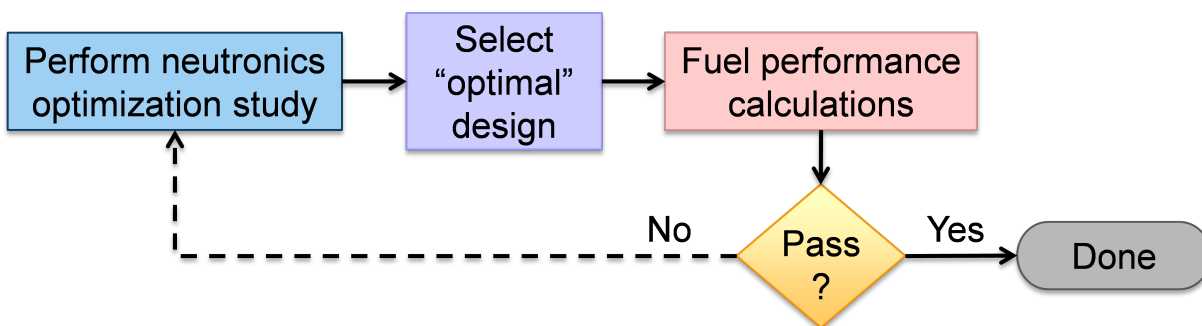 Perform neutronics
optimization study
Select
“optimal”
design
Fuel performance
calculations
Pass
?
No
Yes
Done